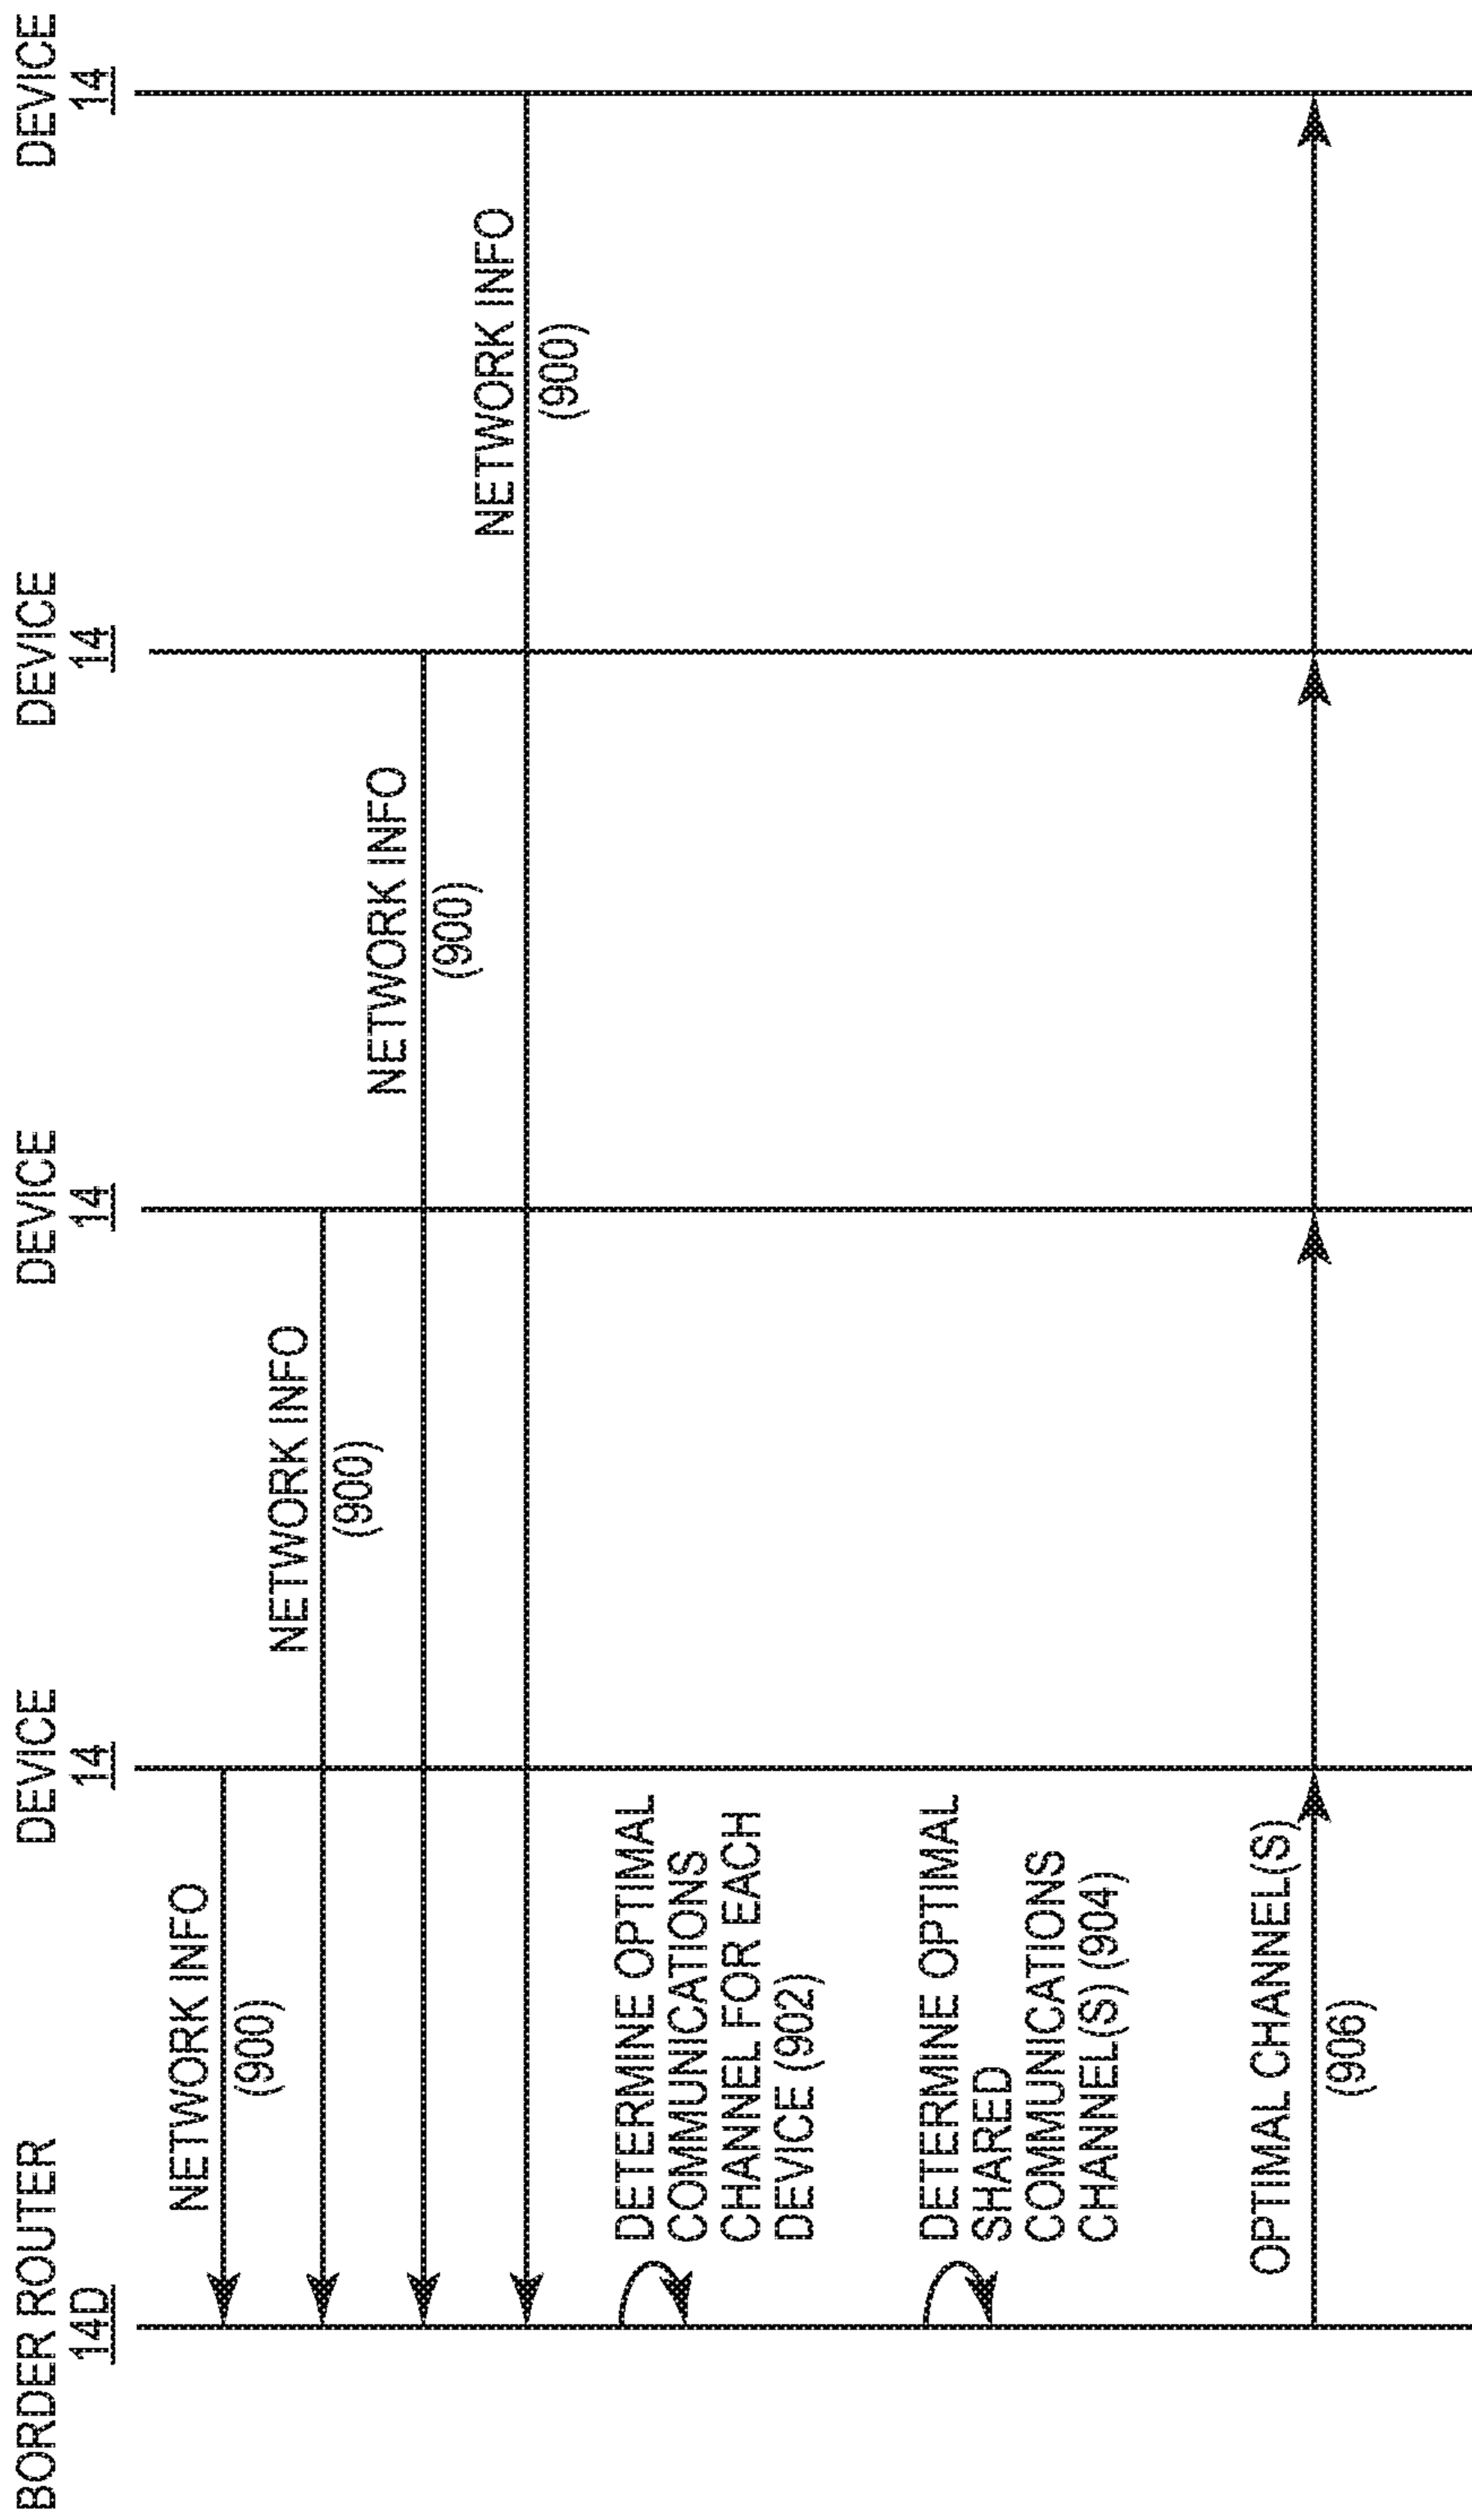 BORDER ROUTER
14D
DEVICE
14
DEVICE
14
DEVICE
14
DEVICE
14
NETWORK INFO
(900)
NETWORK INFO
(900)
NETWORK INFO
(900)
NETWORK INFO
(900)
DETERMINE OPTIMAL
COMMUNICATIONS
CHANNEL FOR EACH
DEVICE (902)
DETERMINE OPTIMAL
SHARED
COMMUNICATIONS
CHANNEL(S) (904)
OPTIMAL CHANNEL(S)
(906)